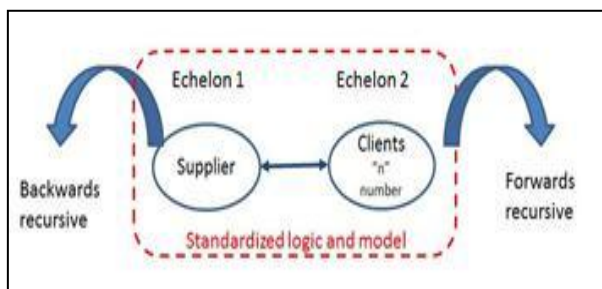 Echelon 1
Echelon 2
Supplier
Clients
"n"
number
Backwards
recursive
Forwards
recursive
Standardized logic and model